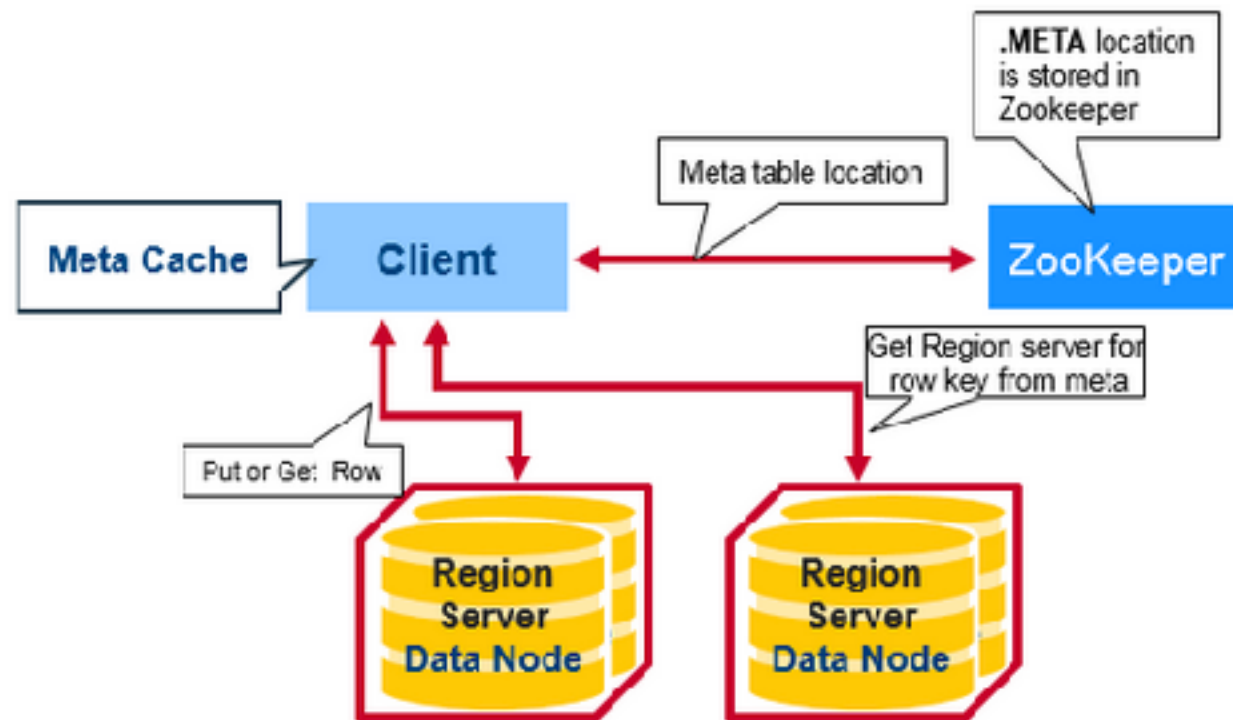 .META location
is stored in
Zookeeper
Meta table location
Meta Cache
Client
ZooKeeper
Get Region server for
row key from meta
Put or Get Row
Region
Server
Data Node
Region
Server
Data Node